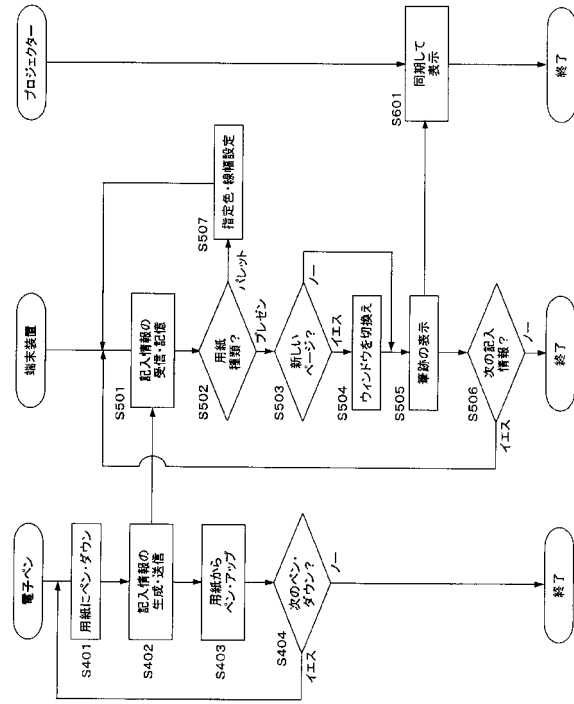 電子ペン
S401
用紙にペン・ダウン
S402
記入情報の
生成・送信
S403
用紙から
ペン・アップ
S404
次のペン・
ダウン？
イエス
ノー
終了
端末装置
S501
記入情報の
受信・記憶
S502
用紙
種類？
パレット
プレゼン
S507
指定色・線幅設定
S503
新しい
ページ？
ノー
イエス
S504
ウィンドウを切換え
S505
筆跡の表示
S506
次の記入
情報？
イエス
ノー
終了
プロジェクター
S601
同期して
表示
終了